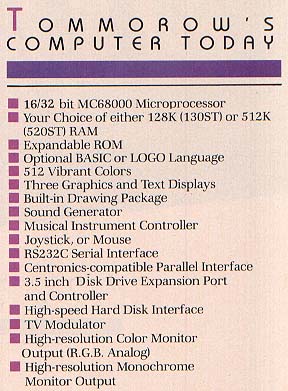 TOMMOROW'S
COMPUTER TODAY
16/32 bit MC68000 Microprocessor
Your Choice of either 128K (130ST) or 512K
(520ST) RAM
Expandable ROM
Optional BASIC or LOGO Language
512 Vibrant Colors
Three Graphics and Text Displays
Built-in Drawing Package
Sound Generator
Musical Instrument Controller
Joystick, or Mouse
RS232C Serial Interface
Centronics-compatible Parallel Interface
3.5 inch Disk Drive Expansion Port
and Controller
High-speed Hard Disk Interface
TV Modulator
High-resolution Color Monitor
Output (R.G.B. Analog)
High-resolution Monochrome
Monitor Output